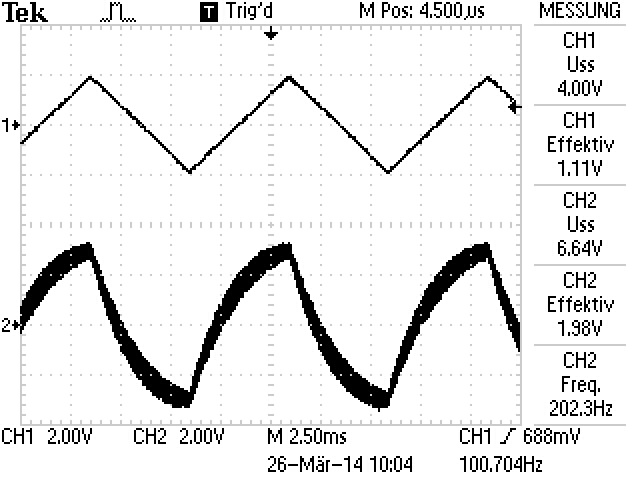 Tek T Trig'd M Pos: 4.500µs MESSUNG
CH1
Uss
4.00V
CH1
Effektiv
1.11V
CH2
Uss
6.64V
CH2
Effektiv
1.98V
CH2
Freq.
202.3Hz
1
2
CH1 2.00V CH2 2.00V M 2.50ms CH1 688mV
26-Mär-14 10:04 100.704Hz